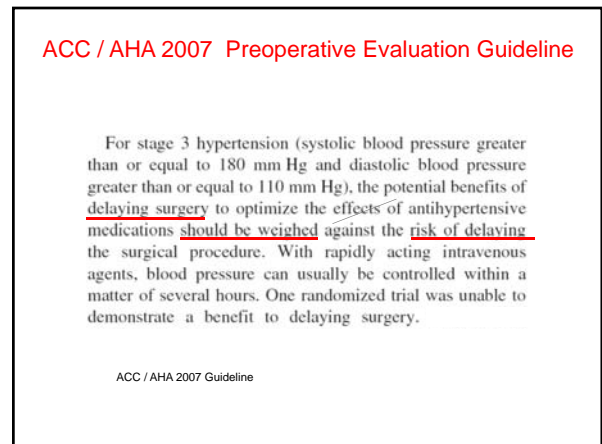 ACC / AHA 2007  Preoperative Evaluation Guideline
For stage 3 hypertension (systolic blood pressure greater
than or equal to 180 mm Hg and diastolic blood pressure
greater than or equal to 110 mm Hg), the potential benefits of
delaying surgery to optimize the effects of antihypertensive
medications should be weighed against the risk of delaying
the surgical procedure. With rapidly acting intravenous
agents, blood pressure can usually be controlled within a
matter of several hours. One randomized trial was unable to
demonstrate a benefit to delaying surgery.
ACC / AHA 2007 Guideline